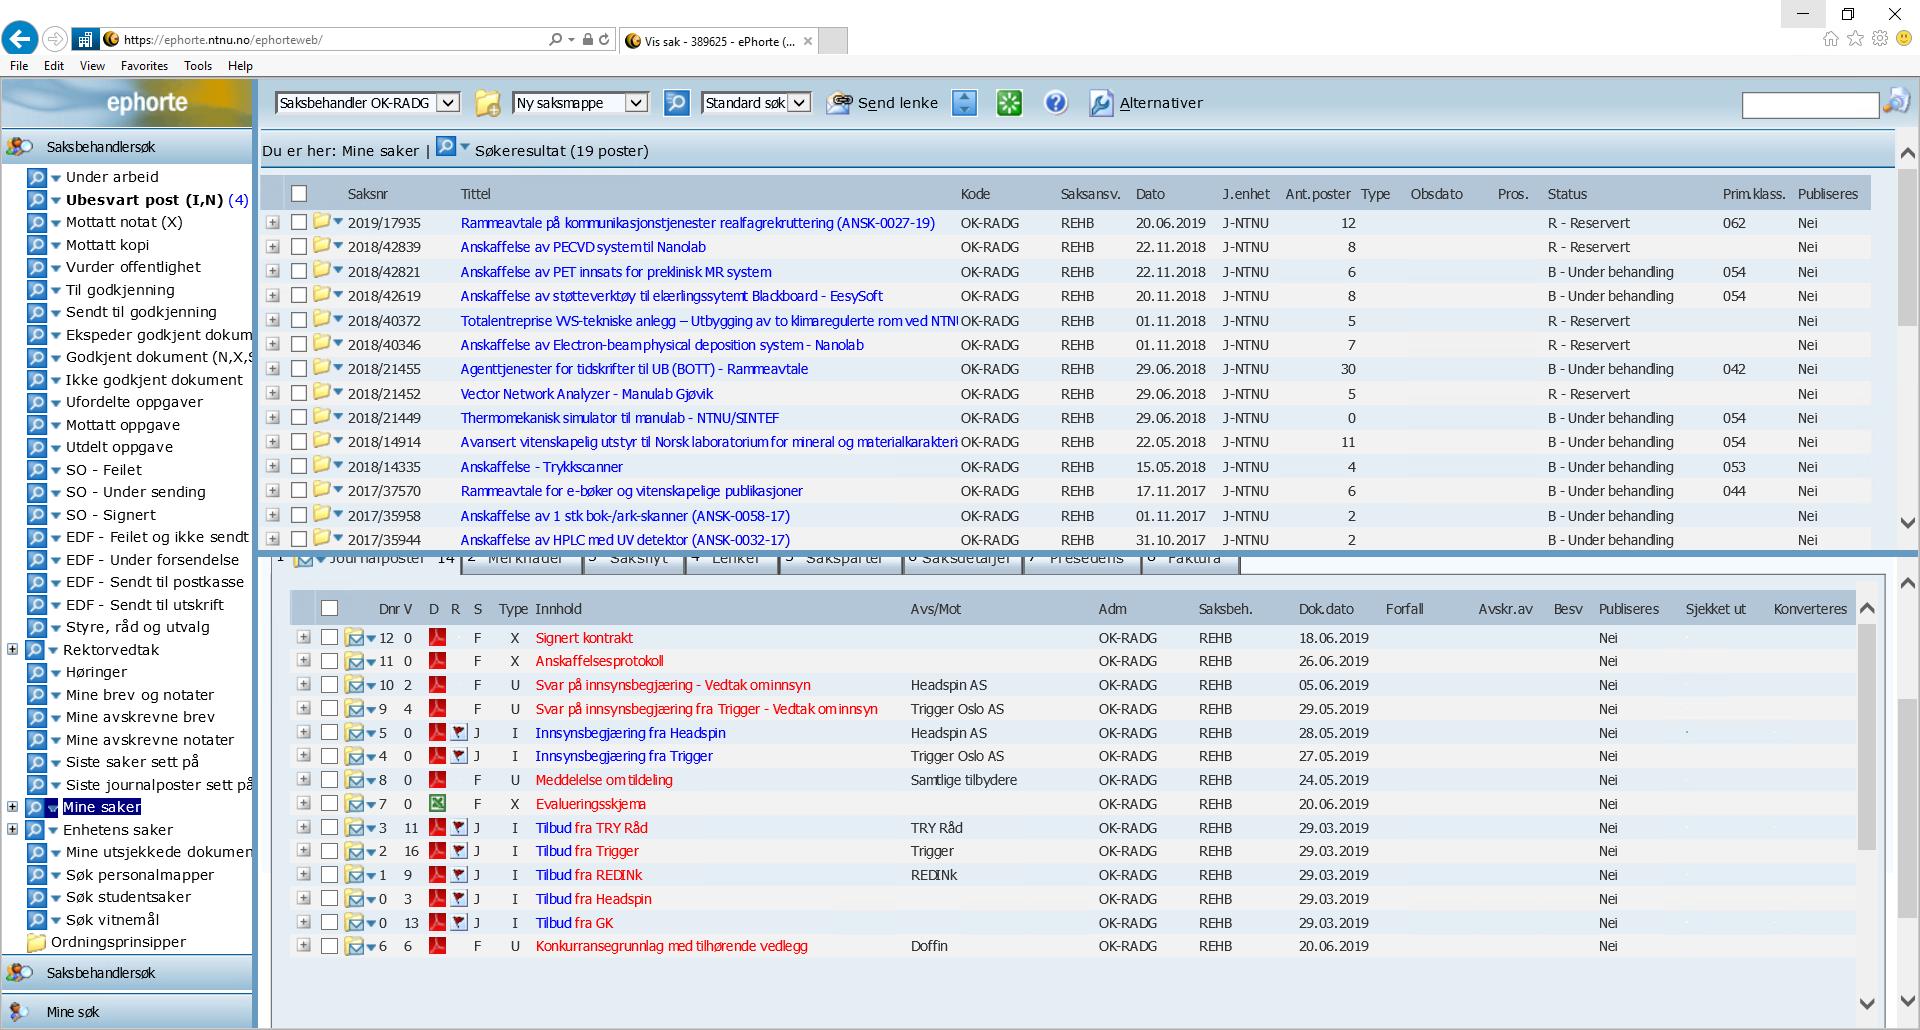 https://ephorte.ntnu.no/ephorteweb/
Vis sak - 389625 - ePhorte (...
File Edit View Favorites Tools Help
ephorte
Saksbehandler OK-RADG Ny saksmappe Standard søk Send lenke Alternativer
Saksbehandlersøk
Under arbeid
Ubesvart post (I,N) (4)
Mottatt notat (X)
Mottatt kopi
Vurder offentlighet
Til godkjenning
Sendt til godkjenning
Ekspeder godkjent dokum
Godkjent dokument (N,X,S
Ikke godkjent dokument
Ufordelte oppgaver
Mottatt oppgave
Utdelt oppgave
SO - Feilet
SO - Under sending
SO - Signert
EDF - Feilet og ikke sendt
EDF - Under forsendelse
EDF - Sendt til postkasse
EDF - Sendt til utskrift
Styre, råd og utvalg
Rektorvedtak
Høringer
Mine brev og notater
Mine avskrevne brev
Mine avskrevne notater
Siste saker sett på
Siste journalposter sett på
Mine saker
Enhetens saker
Mine utsjekkede dokumen
Søk personalmapper
Søk studentsaker
Søk vitnemål
Ordningsprinsipper
Saksbehandlersøk
Mine søk
Du er her: Mine saker | Søkeresultat (19 poster)
Saksnr Tittel Kode Saksansv. Dato J.enhet Ant.poster Type Obsdato Pros. Status Prim.klass. Publiseres
2019/17935 Rammeavtale på kommunikasjonstjenester realfagrekruttering (ANSK-0027-19) OK-RADG REHB 20.06.2019 J-NTNU 12 R - Reservert 062 Nei
2018/42839 Anskaffelse av PECVD system til Nanolab OK-RADG REHB 22.11.2018 J-NTNU 8 R - Reservert Nei
2018/42821 Anskaffelse av PET innsats for preklinisk MR system OK-RADG REHB 22.11.2018 J-NTNU 6 B - Under behandling 054 Nei
2018/42619 Anskaffelse av støtteverktøy til elærlingssytemt Blackboard - EesySoft OK-RADG REHB 20.11.2018 J-NTNU 8 B - Under behandling 054 Nei
2018/40372 Totalentreprise VVS-tekniske anlegg – Utbygging av to klimaregulerte rom ved NTNU OK-RADG REHB 01.11.2018 J-NTNU 5 R - Reservert Nei
2018/40346 Anskaffelse av Electron-beam physical deposition system - Nanolab OK-RADG REHB 01.11.2018 J-NTNU 7 R - Reservert Nei
2018/21455 Agenttjenester for tidskrifter til UB (BOTT) - Rammeavtale OK-RADG REHB 29.06.2018 J-NTNU 30 B - Under behandling 042 Nei
2018/21452 Vector Network Analyzer - Manulab Gjøvik OK-RADG REHB 29.06.2018 J-NTNU 5 R - Reservert Nei
2018/21449 Thermomekanisk simulator til manulab - NTNU/SINTEF OK-RADG REHB 29.06.2018 J-NTNU 0 B - Under behandling 054 Nei
2018/14914 Avansert vitenskapelig utstyr til Norsk laboratorium for mineral og materialkarakteri OK-RADG REHB 22.05.2018 J-NTNU 11 B - Under behandling 054 Nei
2018/14335 Anskaffelse - Trykkscanner OK-RADG REHB 15.05.2018 J-NTNU 4 B - Under behandling 053 Nei
2017/37570 Rammeavtale for e-bøker og vitenskapelige publikasjoner OK-RADG REHB 17.11.2017 J-NTNU 6 B - Under behandling 044 Nei
2017/35958 Anskaffelse av 1 stk bok-/ark-skanner (ANSK-0058-17) OK-RADG REHB 01.11.2017 J-NTNU 2 B - Under behandling Nei
2017/35944 Anskaffelse av HPLC med UV detektor (ANSK-0032-17) OK-RADG REHB 31.10.2017 J-NTNU 2 B - Under behandling Nei
1 Journalposter 14 2 Merknader 3 Saksnyt 4 Lenker 5 Saksparter 6 Saksdetaljer 7 Presedens 8 Faktura
Dnr V D R S Type Innhold Avs/Mot Adm Saksbeh. Dok.dato Forfall Avskr.av Besv Publiseres Sjekket ut Konverteres
12 0 F X Signert kontrakt OK-RADG REHB 18.06.2019 Nei
11 0 F X Anskaffelsesprotokoll OK-RADG REHB 26.06.2019 Nei
10 2 F U Svar på innsynsbegjæring - Vedtak om innsyn Headspin AS OK-RADG REHB 05.06.2019 Nei
9 4 F U Svar på innsynsbegjæring fra Trigger - Vedtak om innsyn Trigger Oslo AS OK-RADG REHB 29.05.2019 Nei
5 0 J I Innsynsbegjæring fra Headspin Headspin AS OK-RADG REHB 28.05.2019 Nei
4 0 J I Innsynsbegjæring fra Trigger Trigger Oslo AS OK-RADG REHB 27.05.2019 Nei
8 0 F U Meddelelse om tildeling Samtlige tilbydere OK-RADG REHB 24.05.2019 Nei
7 0 F X Evalueringsskjema OK-RADG REHB 20.06.2019 Nei
3 11 J I Tilbud fra TRY Råd TRY Råd OK-RADG REHB 29.03.2019 Nei
2 16 J I Tilbud fra Trigger Trigger OK-RADG REHB 29.03.2019 Nei
1 9 J I Tilbud fra REDINk REDINk OK-RADG REHB 29.03.2019 Nei
0 3 J I Tilbud fra Headspin OK-RADG REHB 29.03.2019 Nei
0 13 J I Tilbud fra GK OK-RADG REHB 29.03.2019 Nei
6 6 F U Konkurransegrunnlag med tilhørende vedlegg Doffin OK-RADG REHB 20.06.2019 Nei